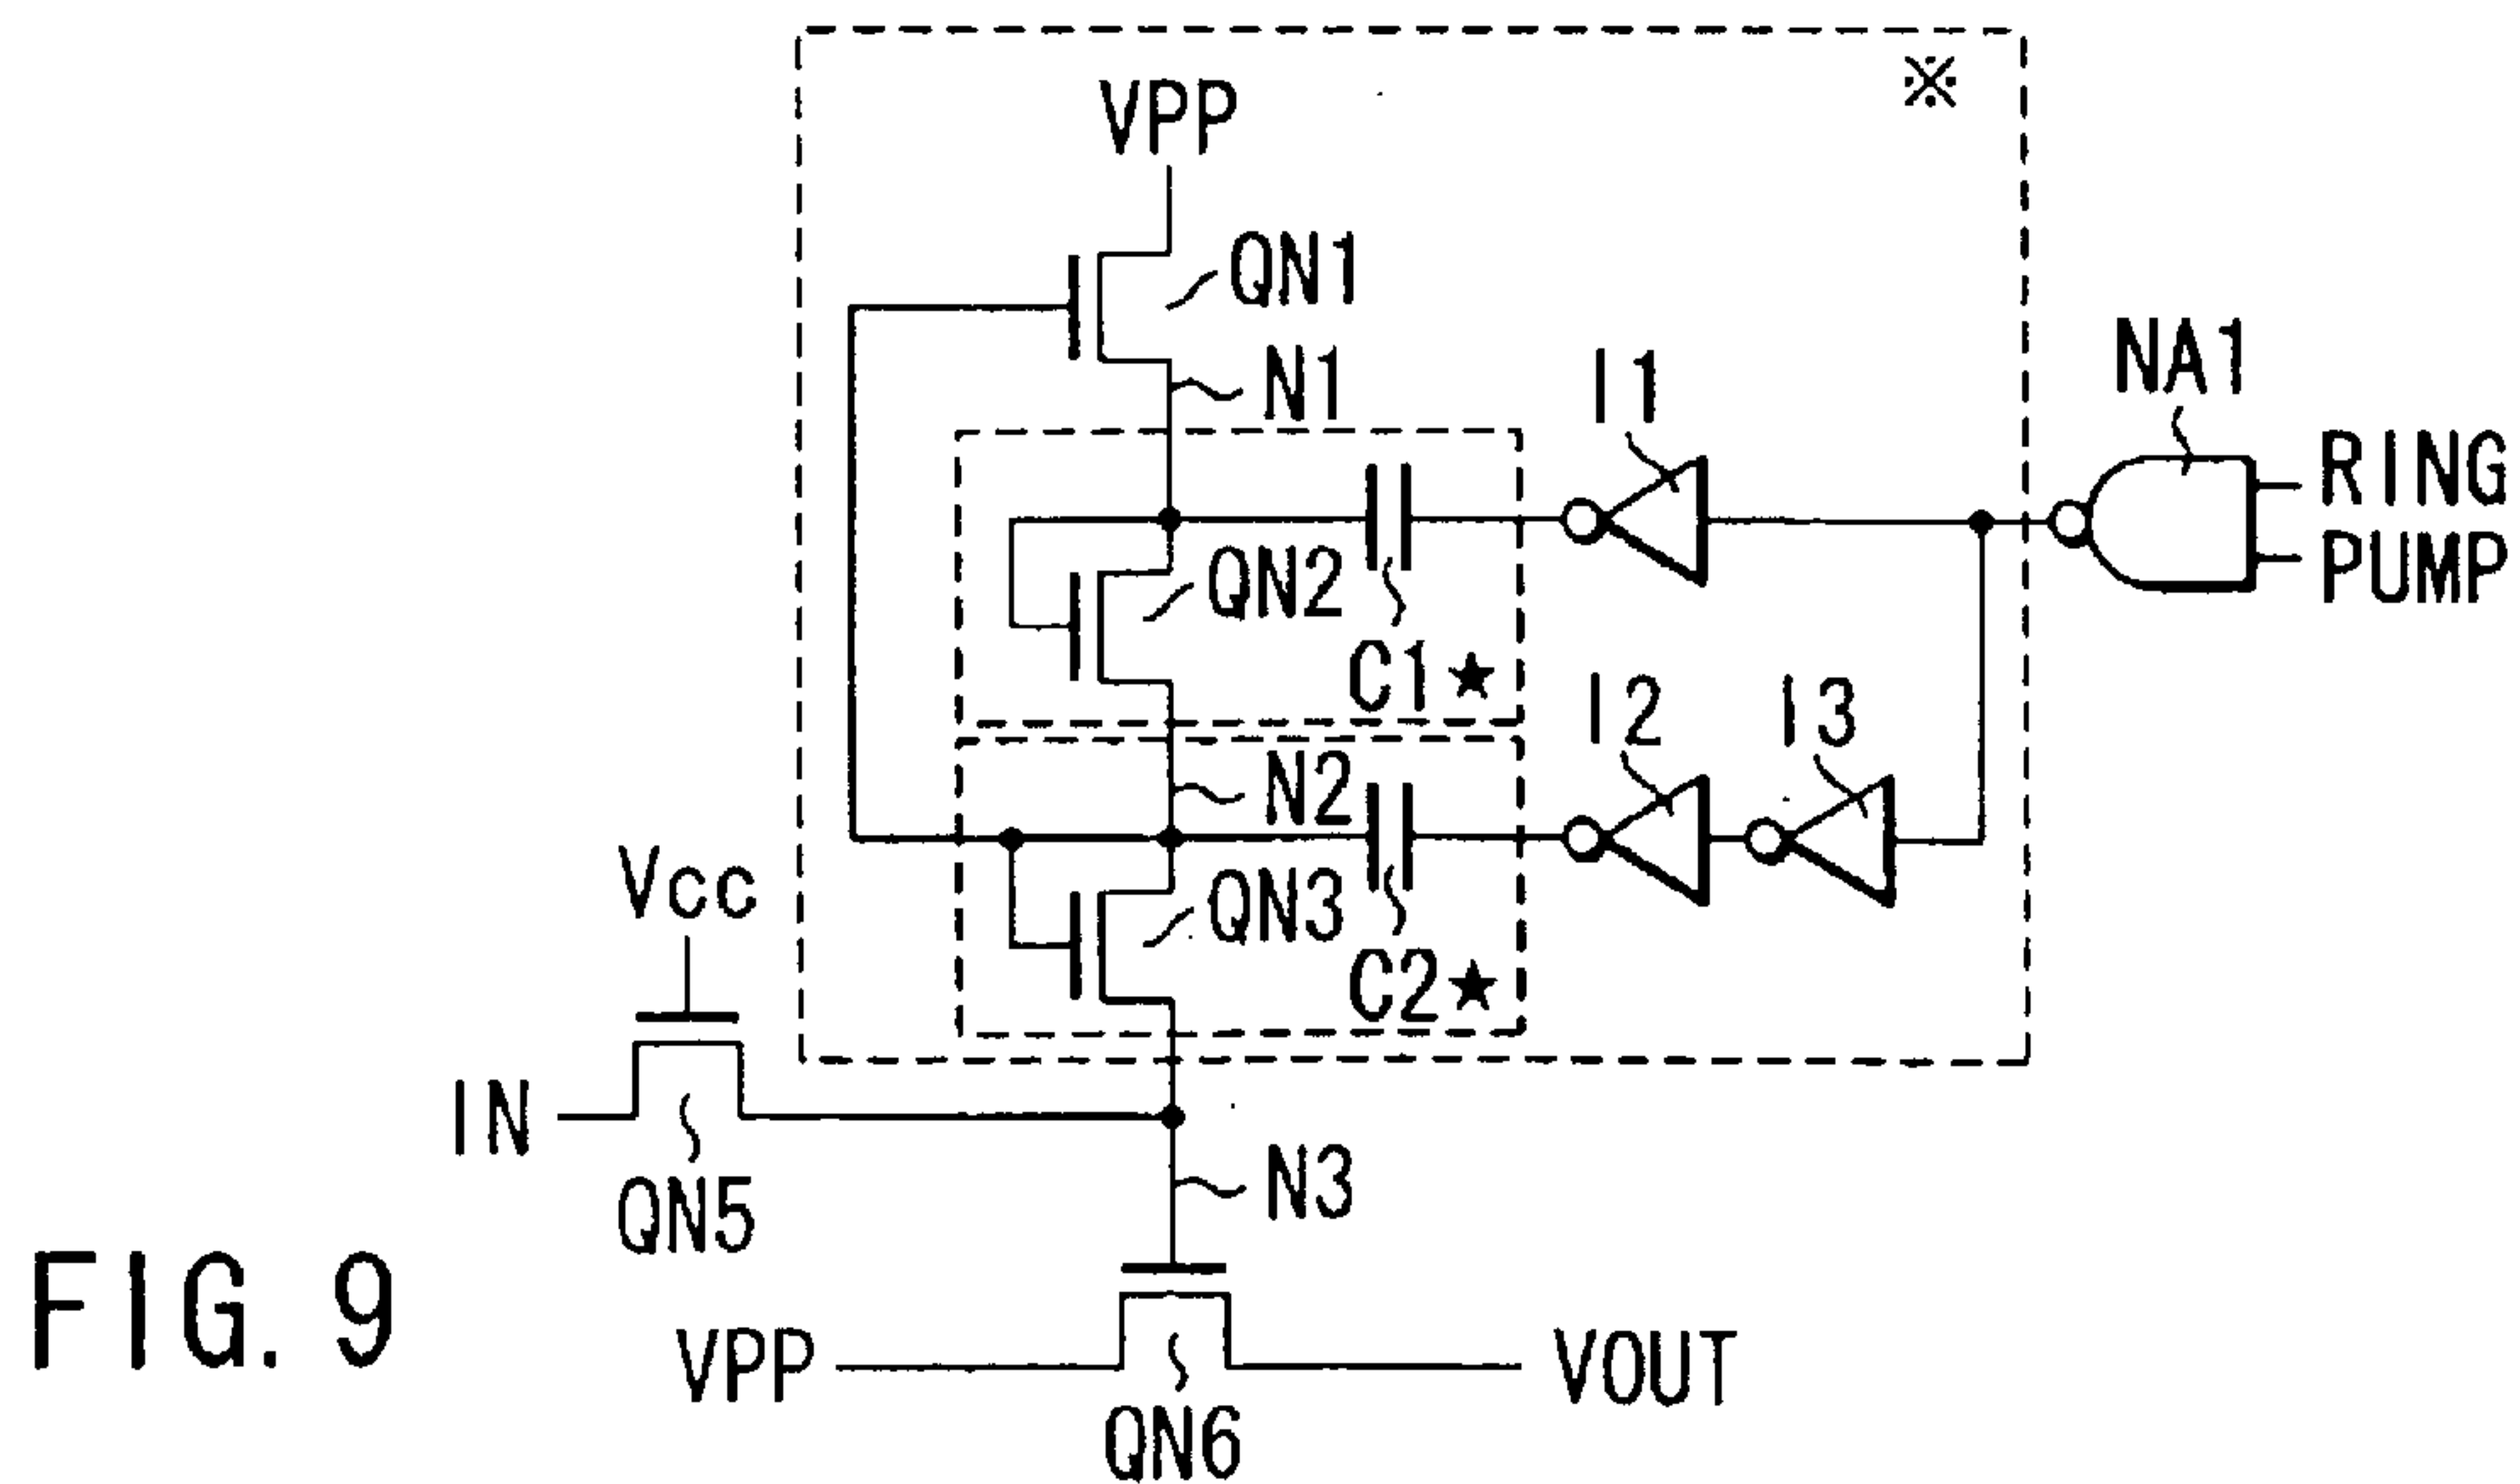 ※
VPP
QN1
N1
I1
NA1
RING
PUMP
QN2
C1★
I2
I3
N2
Vcc
QN3
C2★
IN
QN5
N3
FIG. 9
VPP
VOUT
QN6